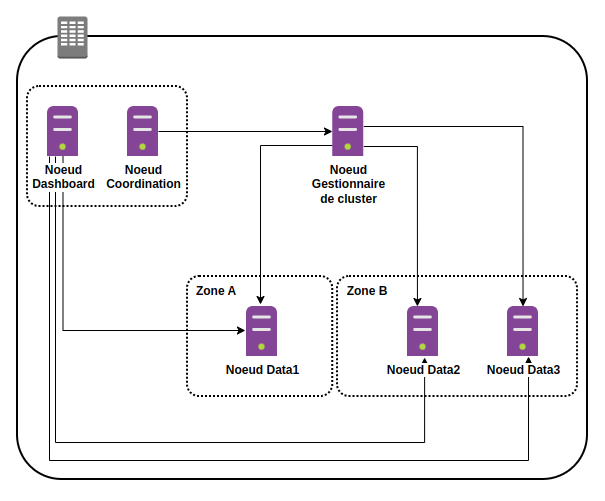 Noeud
Dashboard
Noeud
Coordination
Noeud
Gestionnaire
de cluster
Zone A
Noeud Data1
Zone B
Noeud Data2
Noeud Data3